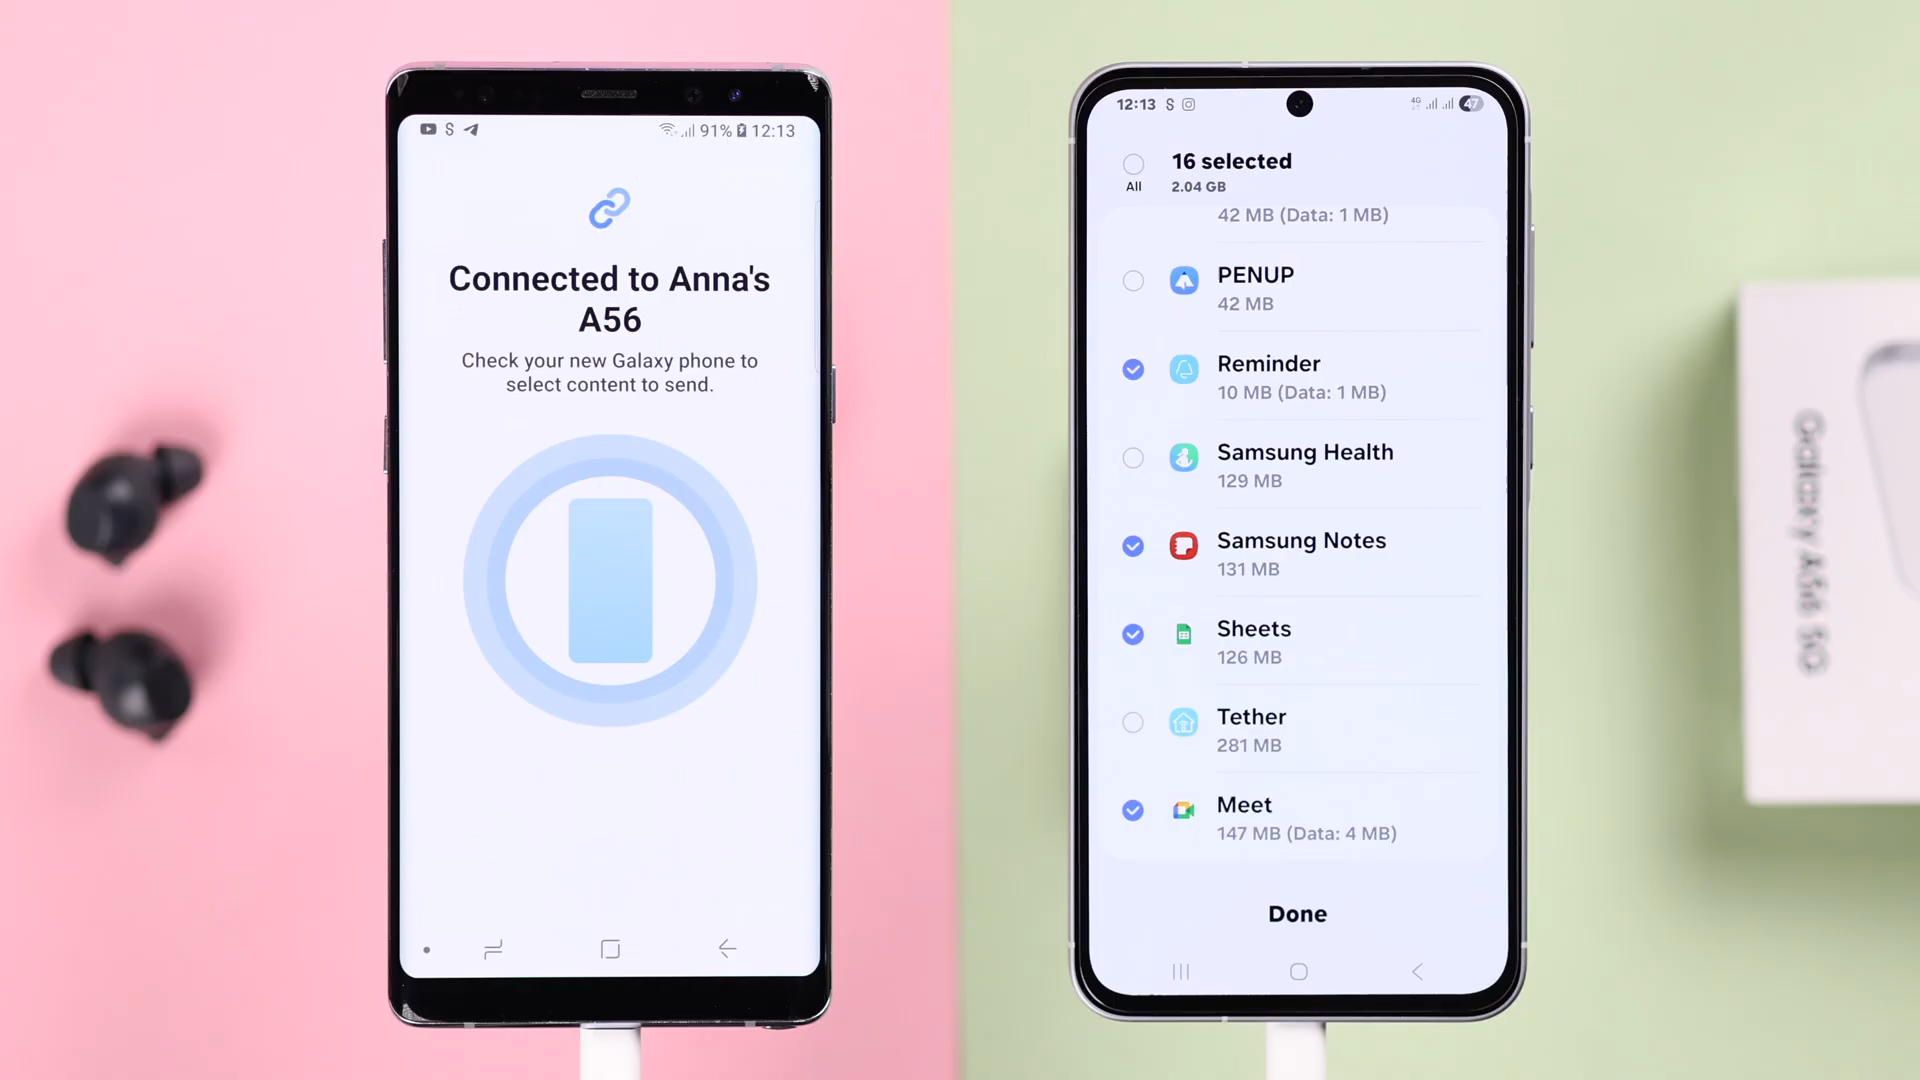 91% 12:13
Connected to Anna's
A56
Check your new Galaxy phone to
select content to send.
12:13
4G 47
16 selected
All
2.04 GB
42 MB (Data: 1 MB)
PENUP
42 MB
Reminder
10 MB (Data: 1 MB)
Samsung Health
129 MB
Samsung Notes
131 MB
Sheets
126 MB
Tether
281 MB
Meet
147 MB (Data: 4 MB)
Done
Galaxy A56 5G